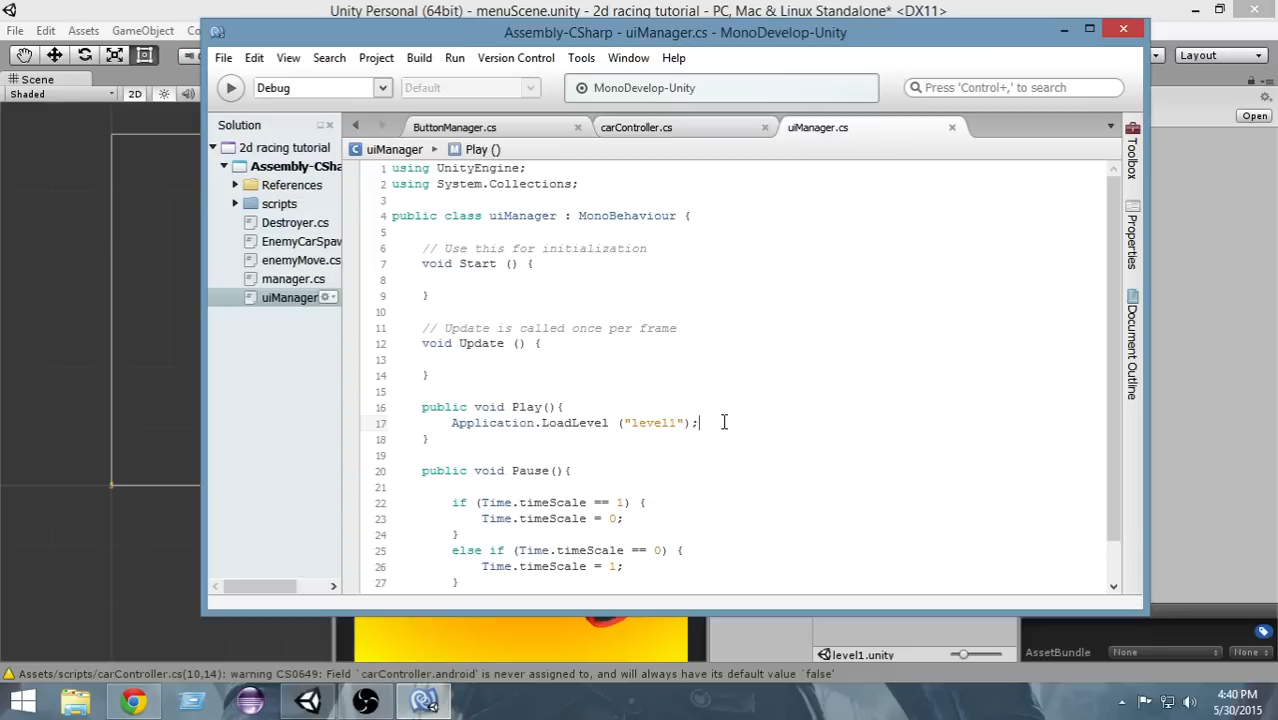 Unity Personal (64bit) - menuScene.unity - 2d racing tutorial - PC, Mac & Linux Standalone* <DX11>
File Edit Assets GameObject
Layout
Scene
Shaded 2D
Open
Assembly-CSharp - uiManager.cs - MonoDevelop-Unity
File Edit View Search Project Build Run Version Control Tools Window Help
Debug Default MonoDevelop-Unity Press 'Control+,' to search
Solution
ButtonManager.cs carController.cs uiManager.cs
uiManager Play ()
2d racing tutorial
Assembly-CSha
References
scripts
Destroyer.cs
EnemyCarSpaw
enemyMove.cs
manager.cs
uiManager
1 using UnityEngine;
2 using System.Collections;
3
4 public class uiManager : MonoBehaviour {
5
6 // Use this for initialization
7 void Start () {
8
9 }
10
11 // Update is called once per frame
12 void Update () {
13
14 }
15
16 public void Play(){
17 Application.LoadLevel ("level1");
18 }
19
20 public void Pause(){
21
22 if (Time.timeScale == 1) {
23 Time.timeScale = 0;
24 }
25 else if (Time.timeScale == 0) {
26 Time.timeScale = 1;
27 }
Toolbox
Properties
Document Outline
level1.unity
AssetBundle None None
Assets/scripts/carController.cs(10,14): warning CS0649: Field `carController.android' is never assigned to, and will always have its default value `false'
4:40 PM
5/30/2015